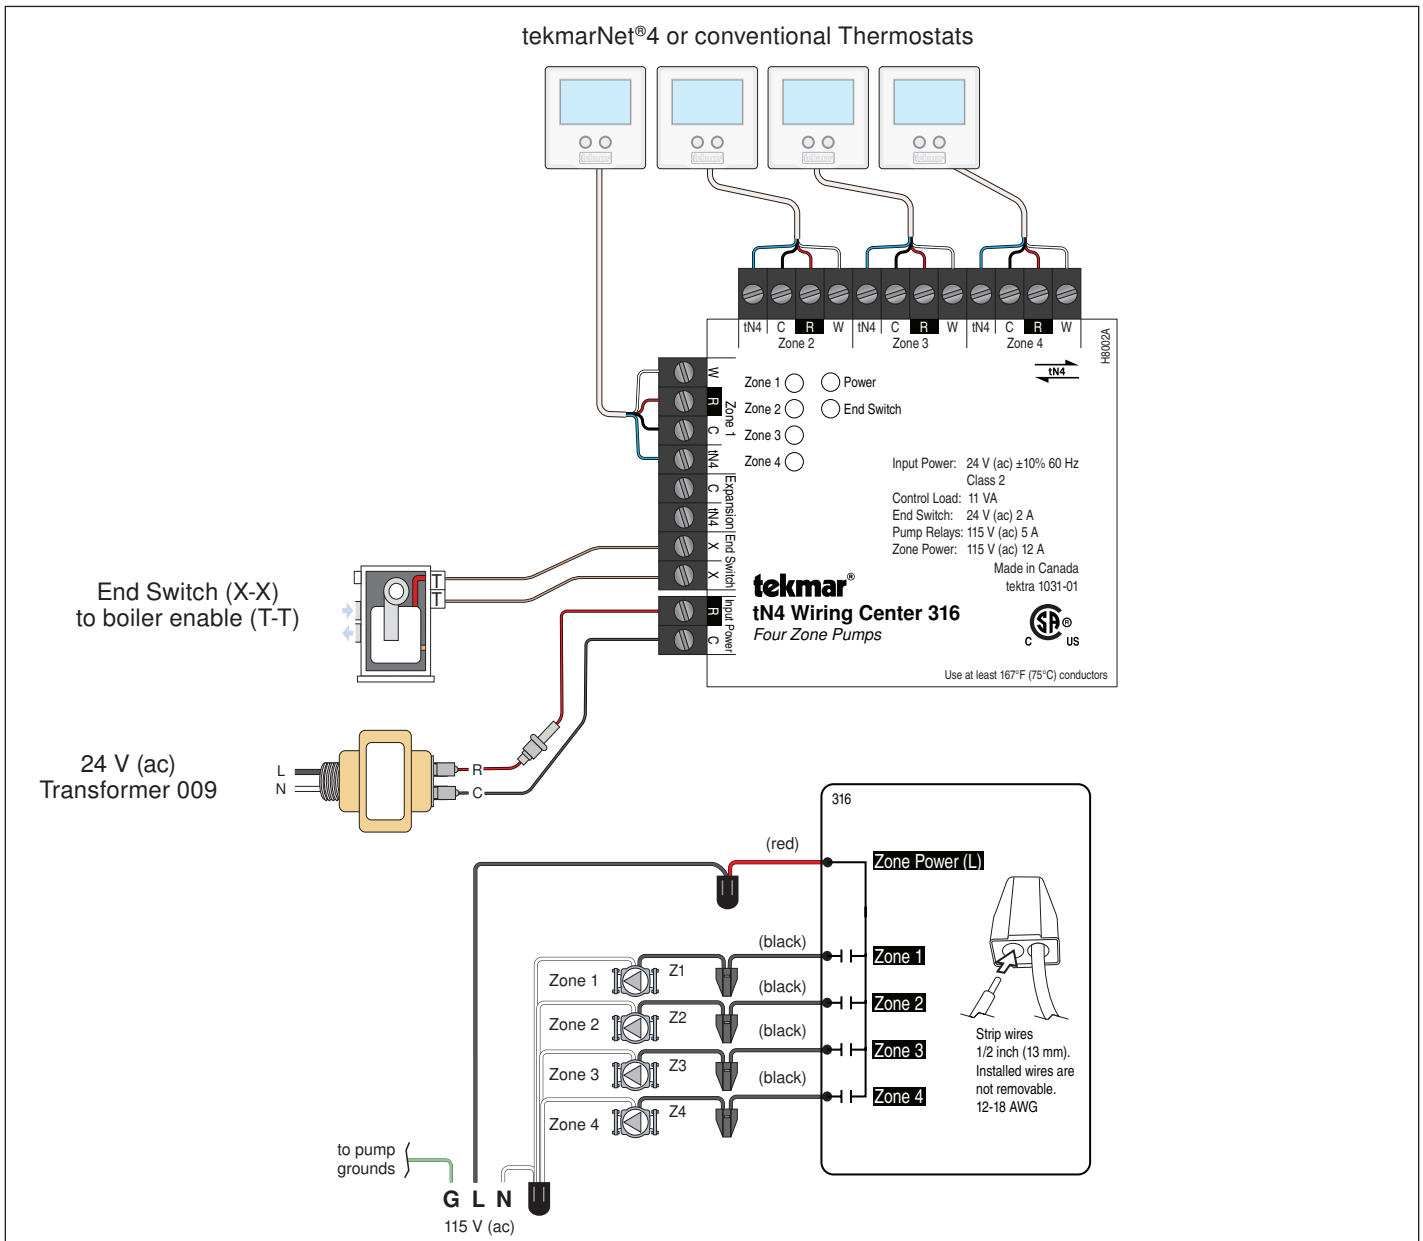 tekmarNet®4 or conventional Thermostats
tekmar
tekmar
tekmar
tekmar
tN4 C R W tN4 C R W tN4 C R W
Zone 2 Zone 3 Zone 4
H8002A
tN4
W
R
C
tN4
Zone 1
C
tN4
Expansion
X
X
End Switch
R
C
Input Power
Zone 1
Power
Zone 2
End Switch
Zone 3
Zone 4
Input Power: 24 V (ac) ±10% 60 Hz
Class 2
Control Load: 11 VA
End Switch: 24 V (ac) 2 A
Pump Relays: 115 V (ac) 5 A
Zone Power: 115 V (ac) 12 A
Made in Canada
tektra 1031-01
tekmar®
tN4 Wiring Center 316
Four Zone Pumps
SA ®
C US
Use at least 167°F (75°C) conductors
End Switch (X-X)
to boiler enable (T-T)
T
T
24 V (ac)
Transformer 009
L
N
R
C
316
(red)
Zone Power (L)
(black)
Zone 1
Z1
Zone 1
(black)
Zone 2
Z2
Zone 2
(black)
Zone 3
Z3
Zone 3
(black)
Zone 4
Z4
Zone 4
Strip wires
1/2 inch (13 mm).
Installed wires are
not removable.
12-18 AWG
to pump
grounds
G L N
115 V (ac)